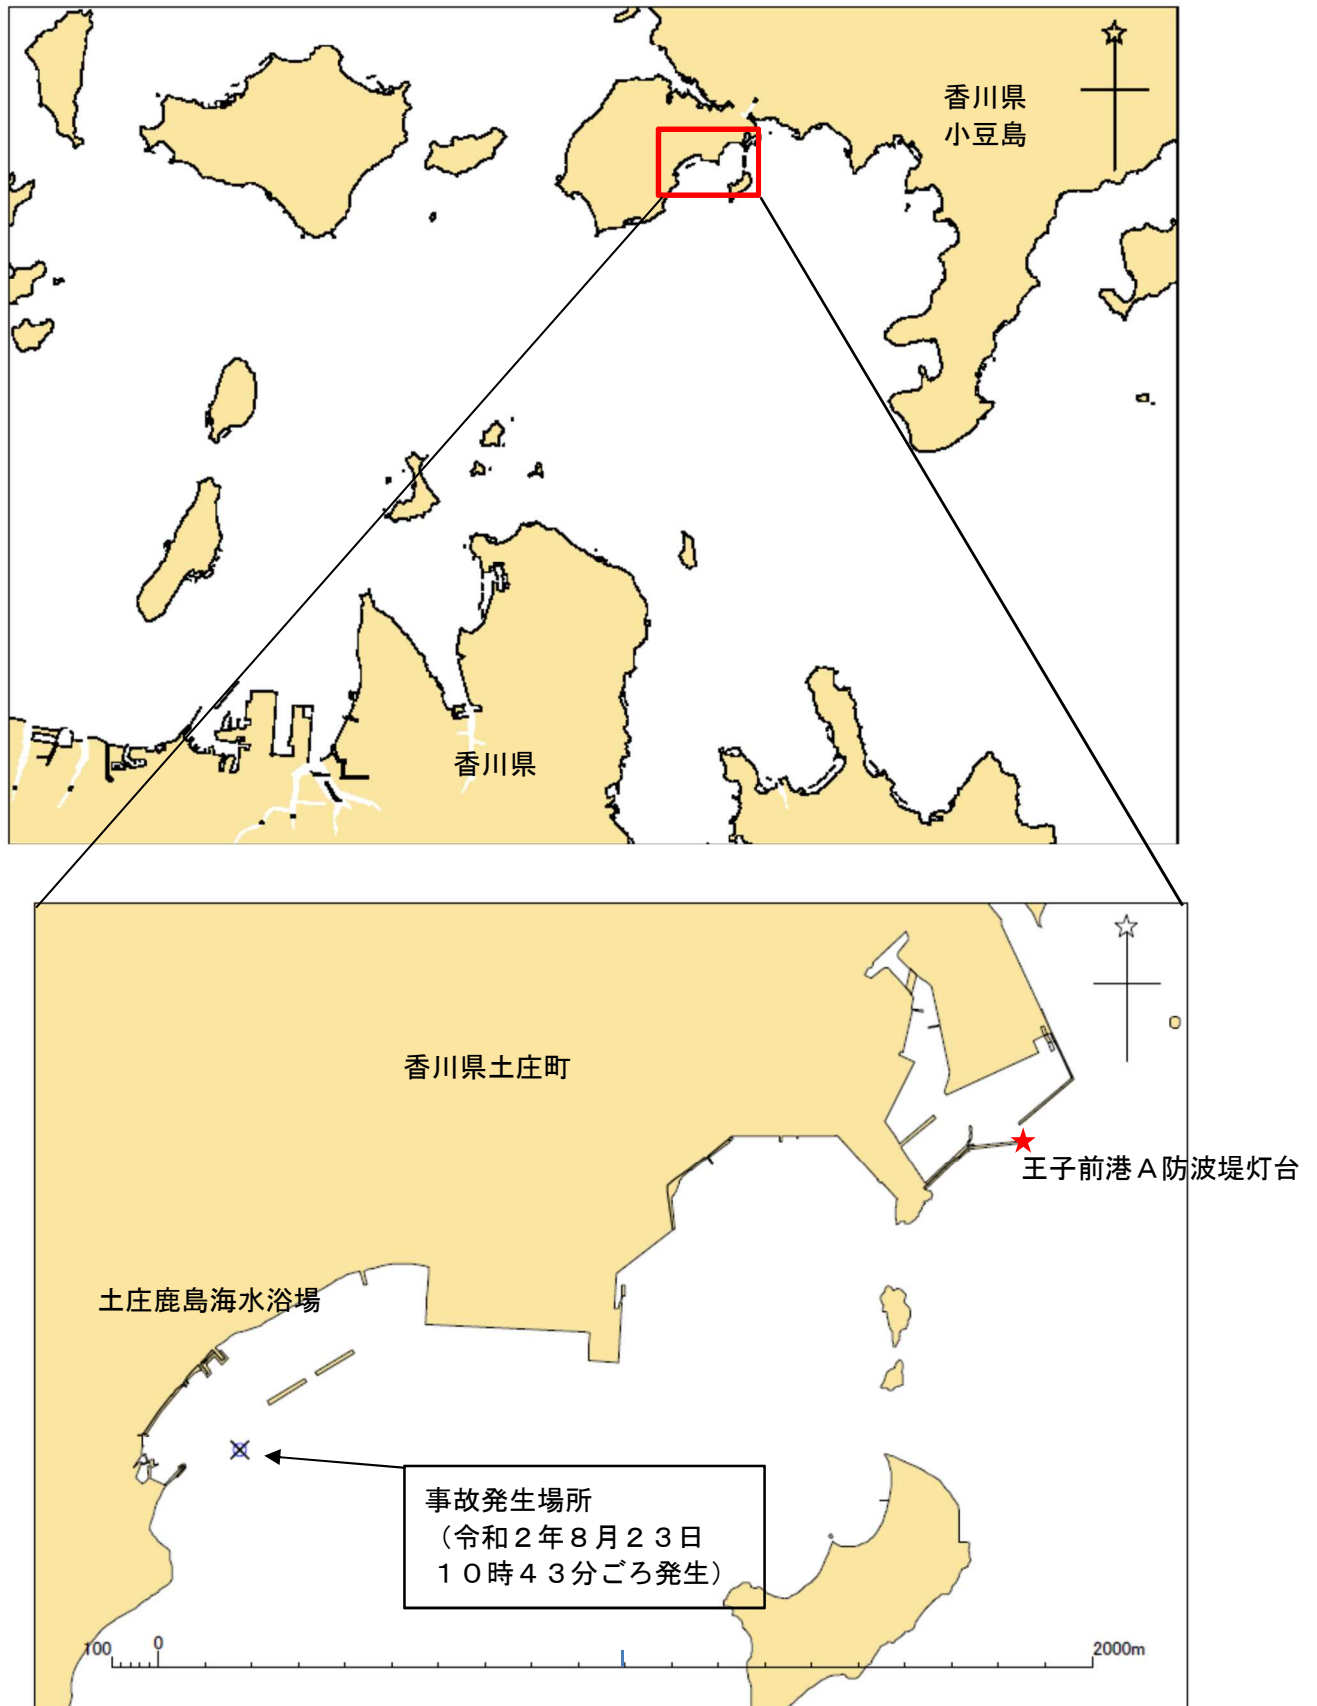 香川県
小豆島
香川県
香川県土庄町
王子前港Ａ防波堤灯台
土庄鹿島海水浴場
事故発生場所
（令和２年８月２３日
１０時４３分ごろ発生）
100 0 2000m